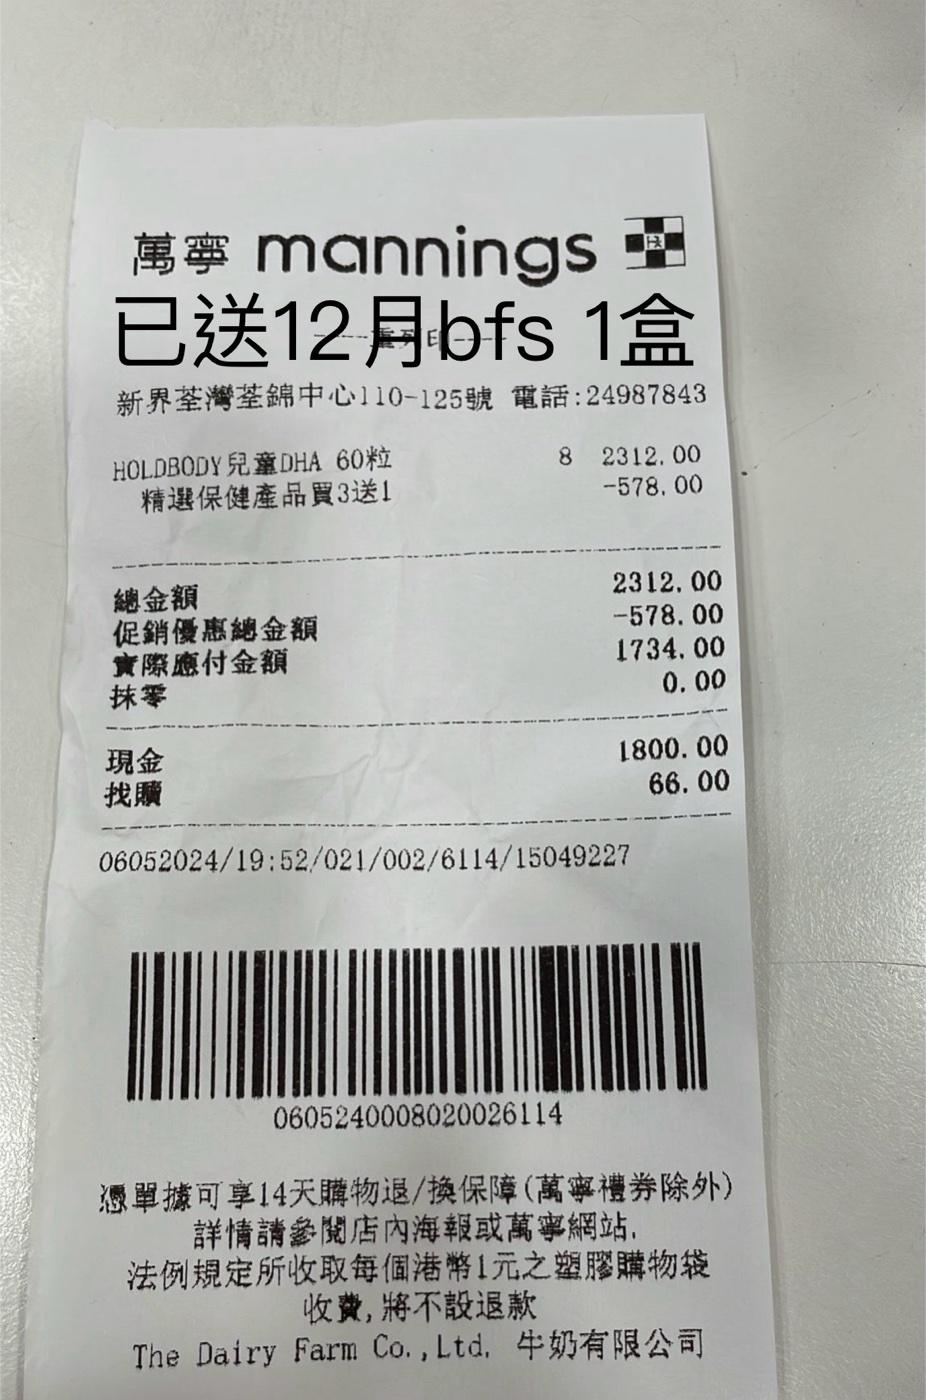 萬寧 mannings
已送12月bfs 1盒
----重列印----
新界荃灣荃錦中心110-125號 電話:24987843
HOLDBODY兒童DHA 60粒 8 2312.00
精選保健產品買3送1 -578.00
總金額 2312.00
促銷優惠總金額 -578.00
實際應付金額 1734.00
抹零 0.00
現金 1800.00
找贖 66.00
06052024/19:52/021/002/6114/15049227
0605240008020026114
憑單據可享14天購物退/換保障(萬寧禮券除外)
詳情請參閱店內海報或萬寧網站.
法例規定所收取每個港幣1元之塑膠購物袋
收費,將不設退款
The Dairy Farm Co.,Ltd. 牛奶有限公司